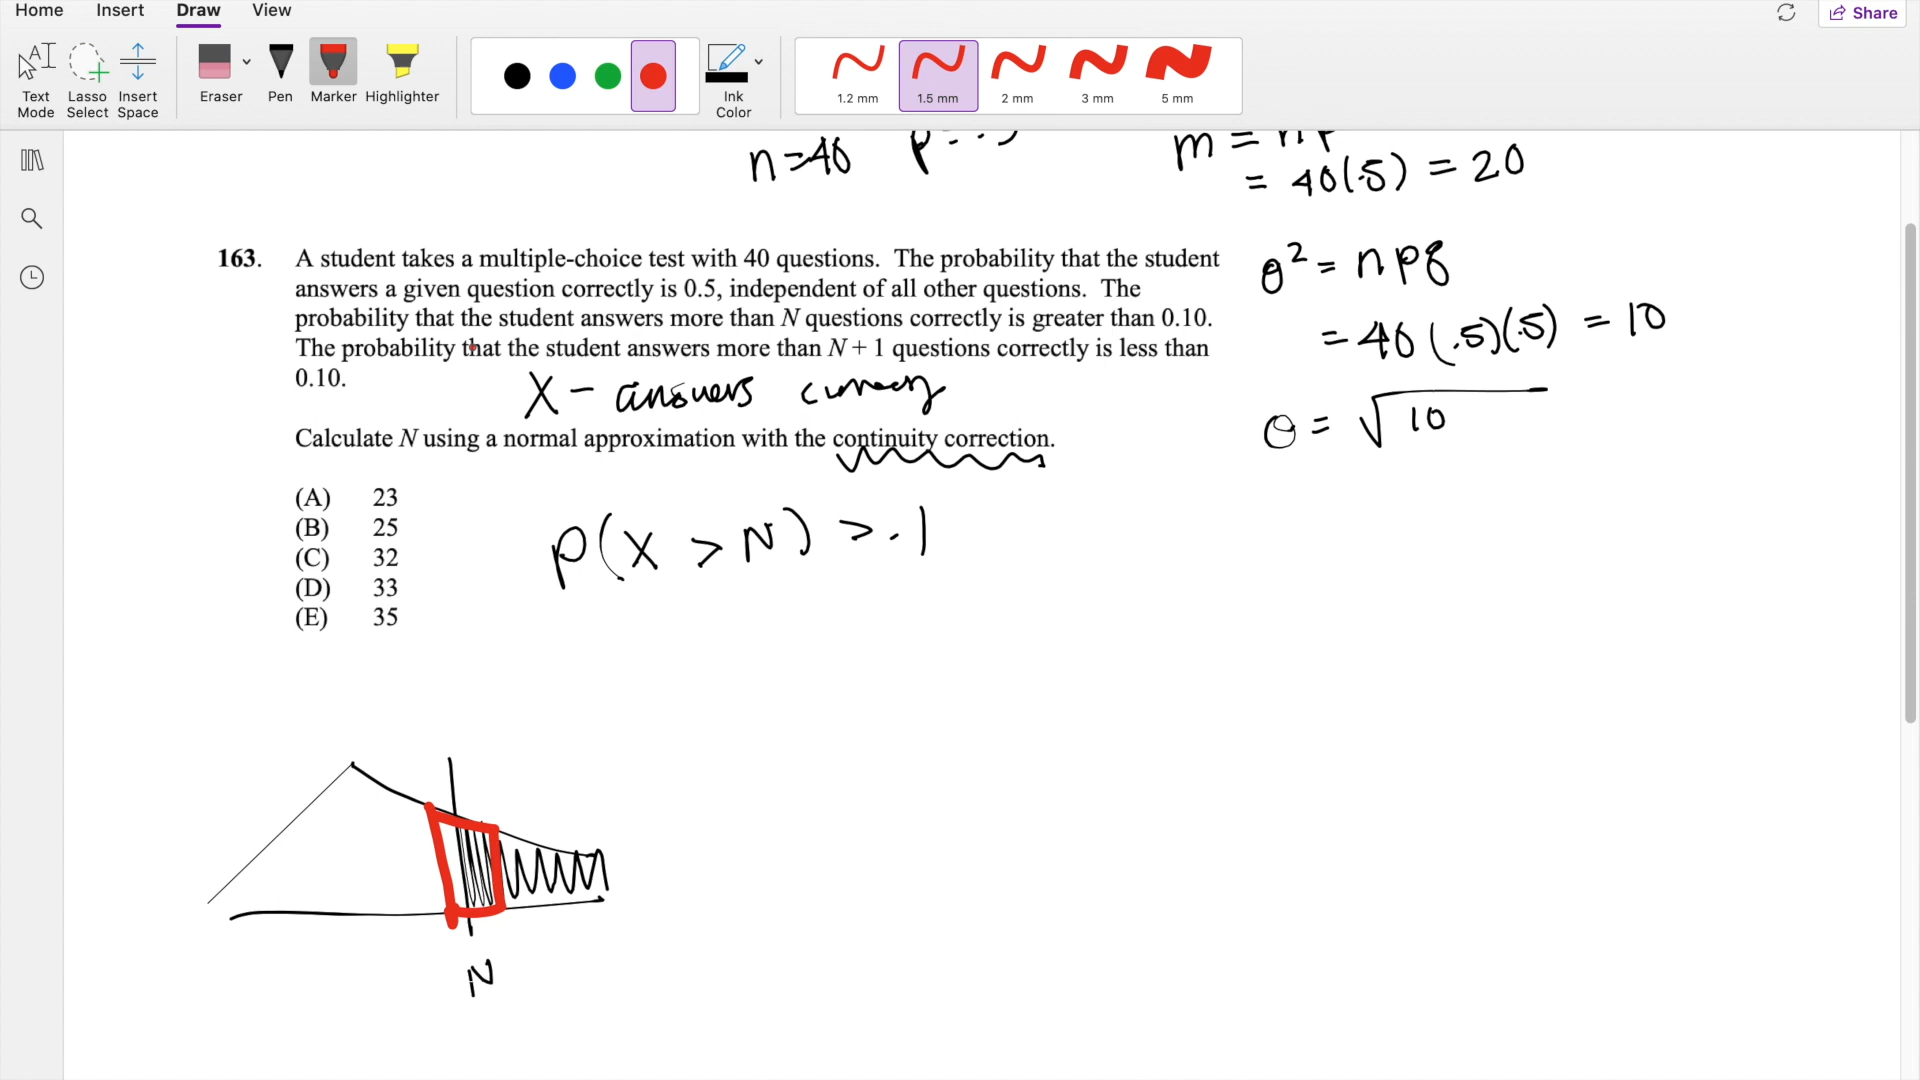 Home Insert Draw View
Share
Text Mode
Lasso Select
Insert Space
Eraser
Pen
Marker
Highlighter
Ink Color
1.2 mm
1.5 mm
2 mm
3 mm
5 mm
n=40
= 40(.5) = 20
163. A student takes a multiple-choice test with 40 questions. The probability that the student
answers a given question correctly is 0.5, independent of all other questions. The
probability that the student answers more than N questions correctly is greater than 0.10.
The probability that the student answers more than N + 1 questions correctly is less than
0.10.
X - answers
Calculate N using a normal approximation with the continuity correction.
(A) 23
(B) 25
(C) 32
(D) 33
(E) 35
σ² = npq
= 40 (.5)(.5) = 10
σ = √10
P(X > N) > .1
N